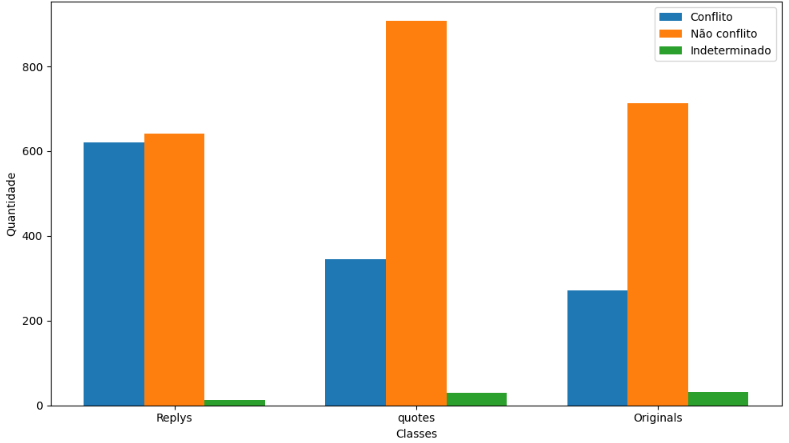 Conflito
Não conflito
Indeterminado
Quantidade
800
600
400
200
0
Replys quotes Originals
Classes